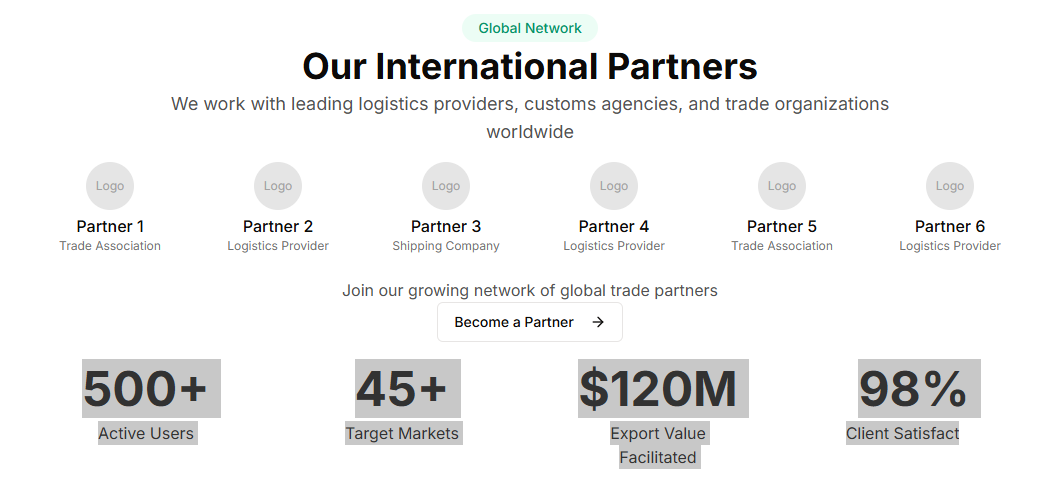 Global Network
Our International Partners
We work with leading logistics providers, customs agencies, and trade organizations
worldwide
Logo Logo Logo Logo Logo Logo
Partner 1 Partner 2 Partner 3 Partner 4 Partner 5 Partner 6
Trade Association Logistics Provider Shipping Company Logistics Provider Trade Association Logistics Provider
Join our growing network of global trade partners
Become a Partner →
500+ 45+ $120M 98%
Active Users Target Markets Export Value Client Satisfact
Facilitated